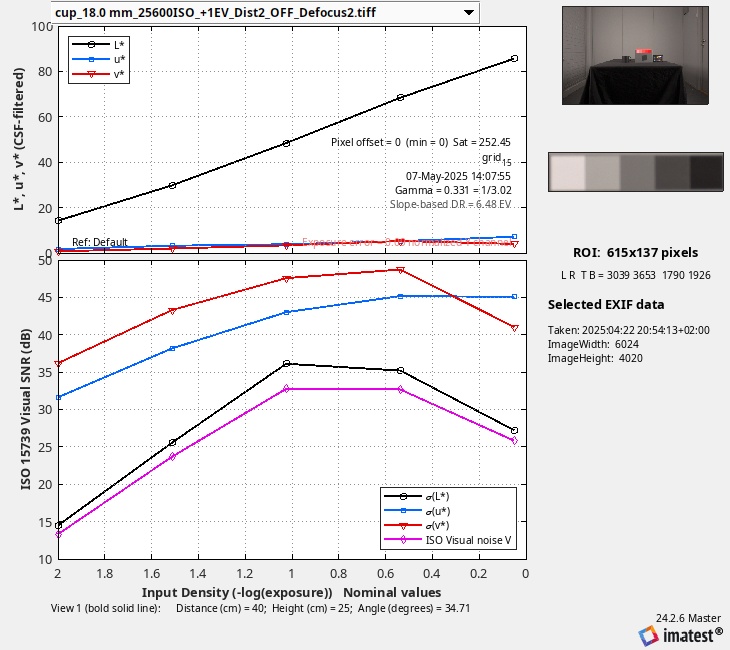 cup_18.0 mm_25600ISO_+1EV_Dist2_OFF_Defocus2.tiff
100
80
60
40
20
0
L*, u*, v* (CSF-filtered)
L*
u*
v*
Pixel offset = 0 (min = 0) Sat = 252.45
grid_15
07-May-2025 14:07:55
Gamma = 0.331 = 1/3.02
Slope-based DR = 6.48 EV
Ref: Default
Exposure error
50
45
40
35
30
25
20
15
10
ISO 15739 Visual SNR (dB)
𝜎(L*)
𝜎(u*)
𝜎(v*)
ISO Visual noise V
2 1.8 1.6 1.4 1.2 1 0.8 0.6 0.4 0.2 0
Input Density (-log(exposure)) Nominal values
View 1 (bold solid line): Distance (cm) = 40; Height (cm) = 25; Angle (degrees) = 34.71
ROI: 615x137 pixels
L R T B = 3039 3653 1790 1926
Selected EXIF data
Taken: 2025:04:22 20:54:13+02:00
ImageWidth: 6024
ImageHeight: 4020
24.2.6 Master
imatest®